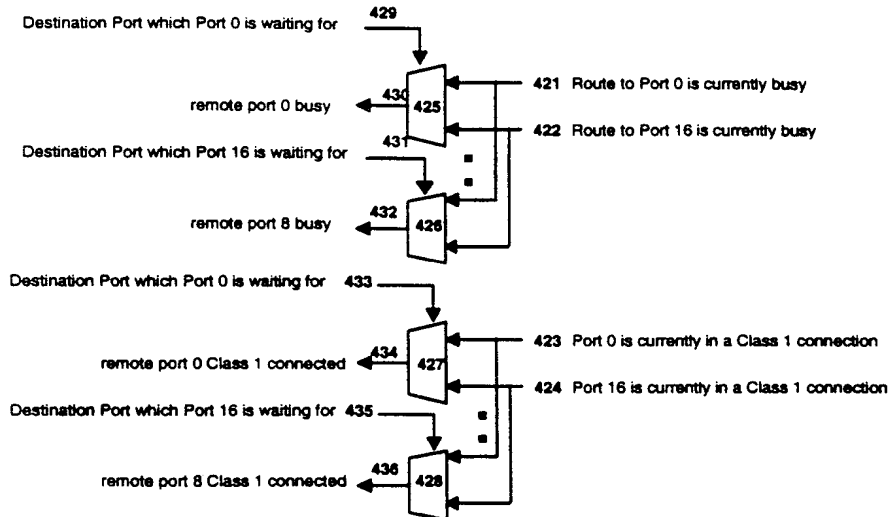 Destination Port which Port 0 is waiting for 429
421 Route to Port 0 is currently busy
remote port 0 busy 430 425
422 Route to Port 16 is currently busy
Destination Port which Port 16 is waiting for 431
remote port 8 busy 432 426
Destination Port which Port 0 is waiting for 433
423 Port 0 is currently in a Class 1 connection
remote port 0 Class 1 connected 434 427
424 Port 16 is currently in a Class 1 connection
Destination Port which Port 16 is waiting for 435
remote port 8 Class 1 connected 436 428